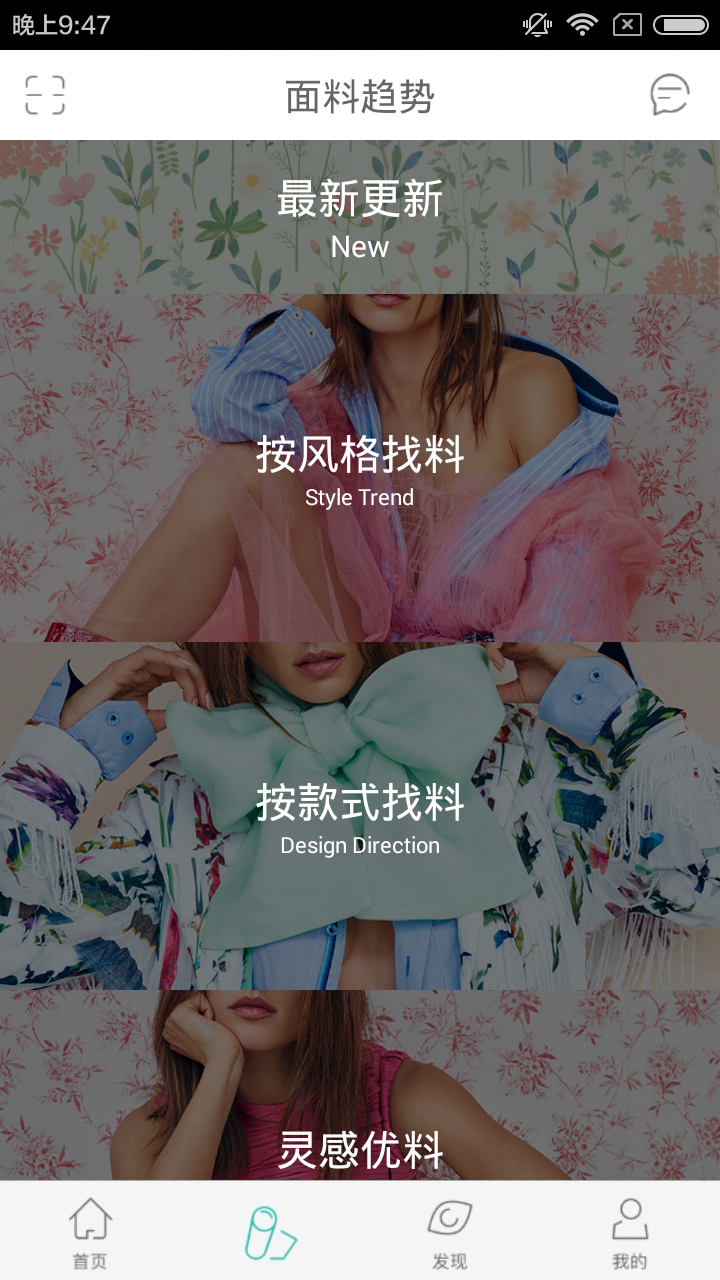 晚上9:47
面料趋势
最新更新
New
按风格找料
Style Trend
按款式找料
Design Direction
灵感优料
首页
发现
我的